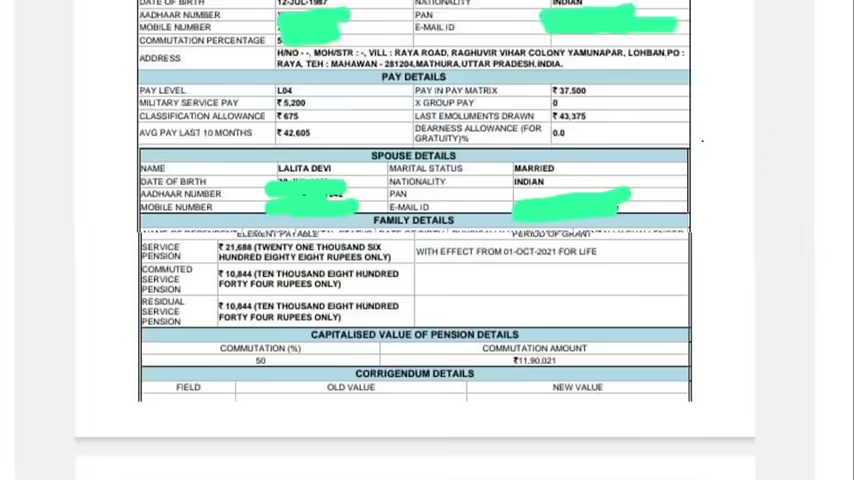 DATE OF BIRTH 12-JUL-1987 NATIONALITY INDIAN
AADHAAR NUMBER PAN
MOBILE NUMBER E-MAIL ID
COMMUTATION PERCENTAGE 5
ADDRESS H/NO - -, MOH/STR : -, VILL : RAYA ROAD, RAGHUVIR VIHAR COLONY YAMUNAPAR, LOHBAN,PO :
RAYA, TEH : MAHAWAN - 281204,MATHURA,UTTAR PRADESH,INDIA.
PAY DETAILS
PAY LEVEL L04 PAY IN PAY MATRIX ₹ 37,500
MILITARY SERVICE PAY ₹ 5,200 X GROUP PAY 0
CLASSIFICATION ALLOWANCE ₹ 675 LAST EMOLUMENTS DRAWN ₹ 43,375
AVG PAY LAST 10 MONTHS ₹ 42,605 DEARNESS ALLOWANCE (FOR
GRATUITY)% 0.0
SPOUSE DETAILS
NAME LALITA DEVI MARITAL STATUS MARRIED
DATE OF BIRTH NATIONALITY INDIAN
AADHAAR NUMBER PAN
MOBILE NUMBER E-MAIL ID
FAMILY DETAILS
ELEMENT PAYABLE PERIOD OF GRANT
SERVICE
PENSION
₹ 21,688 (TWENTY ONE THOUSAND SIX
HUNDRED EIGHTY EIGHT RUPEES ONLY)
WITH EFFECT FROM 01-OCT-2021 FOR LIFE
COMMUTED
SERVICE
PENSION
₹ 10,844 (TEN THOUSAND EIGHT HUNDRED
FORTY FOUR RUPEES ONLY)
RESIDUAL
SERVICE
PENSION
₹ 10,844 (TEN THOUSAND EIGHT HUNDRED
FORTY FOUR RUPEES ONLY)
CAPITALISED VALUE OF PENSION DETAILS
COMMUTATION (%) COMMUTATION AMOUNT
50 ₹11,90,021
CORRIGENDUM DETAILS
FIELD OLD VALUE NEW VALUE